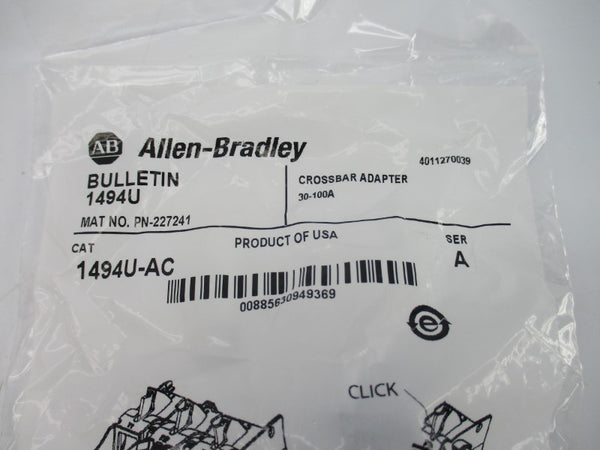 AB Allen-Bradley
BULLETIN
1494U
MAT NO. PN-227241
CROSSBAR ADAPTER
30-100A
4011270039
CAT
1494U-AC
PRODUCT OF USA
SER
A
00885630949369
e
CLICK